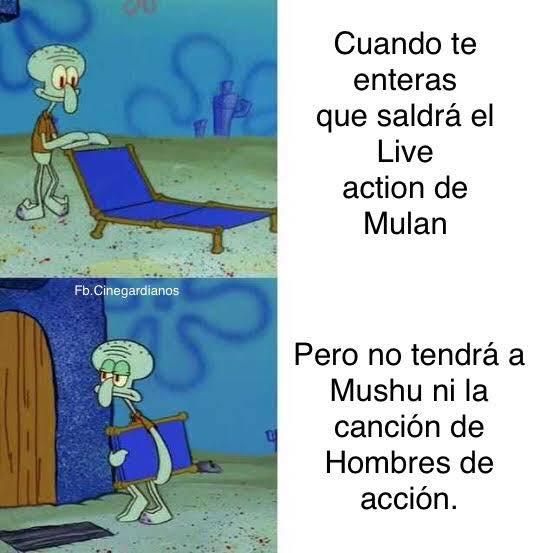 Cuando te
enteras
que saldrá el
Live
action de
Mulan
Fb.Cinegardianos
Pero no tendrá a
Mushu ni la
canción de
Hombres de
acción.